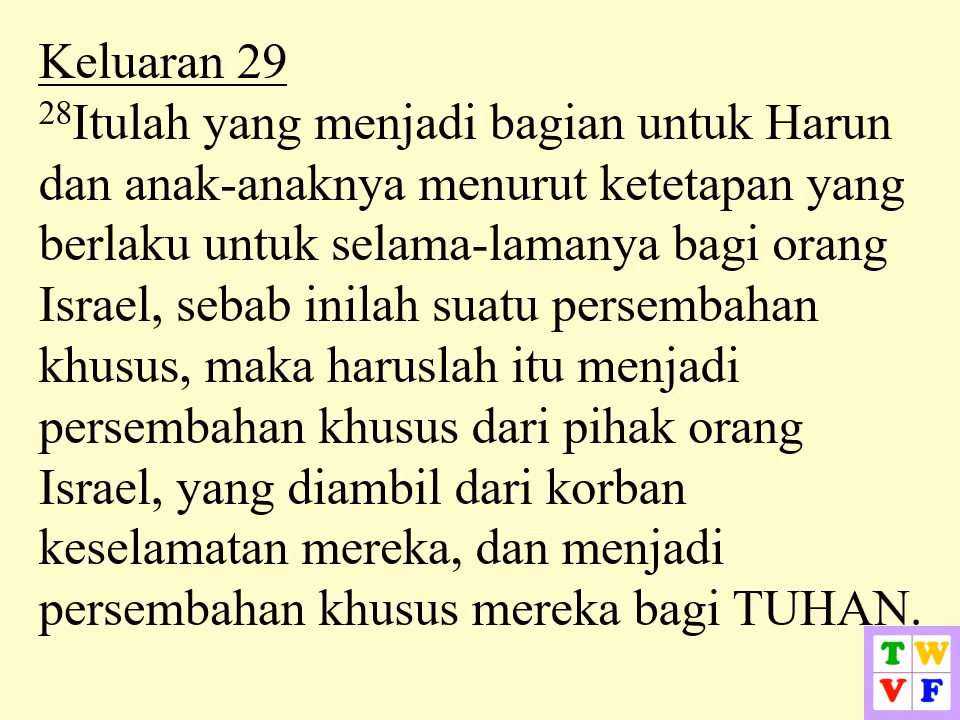 Keluaran 29
28Itulah yang menjadi bagian untuk Harun
dan anak-anaknya menurut ketetapan yang
berlaku untuk selama-lamanya bagi orang
Israel, sebab inilah suatu persembahan
khusus, maka haruslah itu menjadi
persembahan khusus dari pihak orang
Israel, yang diambil dari korban
keselamatan mereka, dan menjadi
persembahan khusus mereka bagi TUHAN.
T W
V F